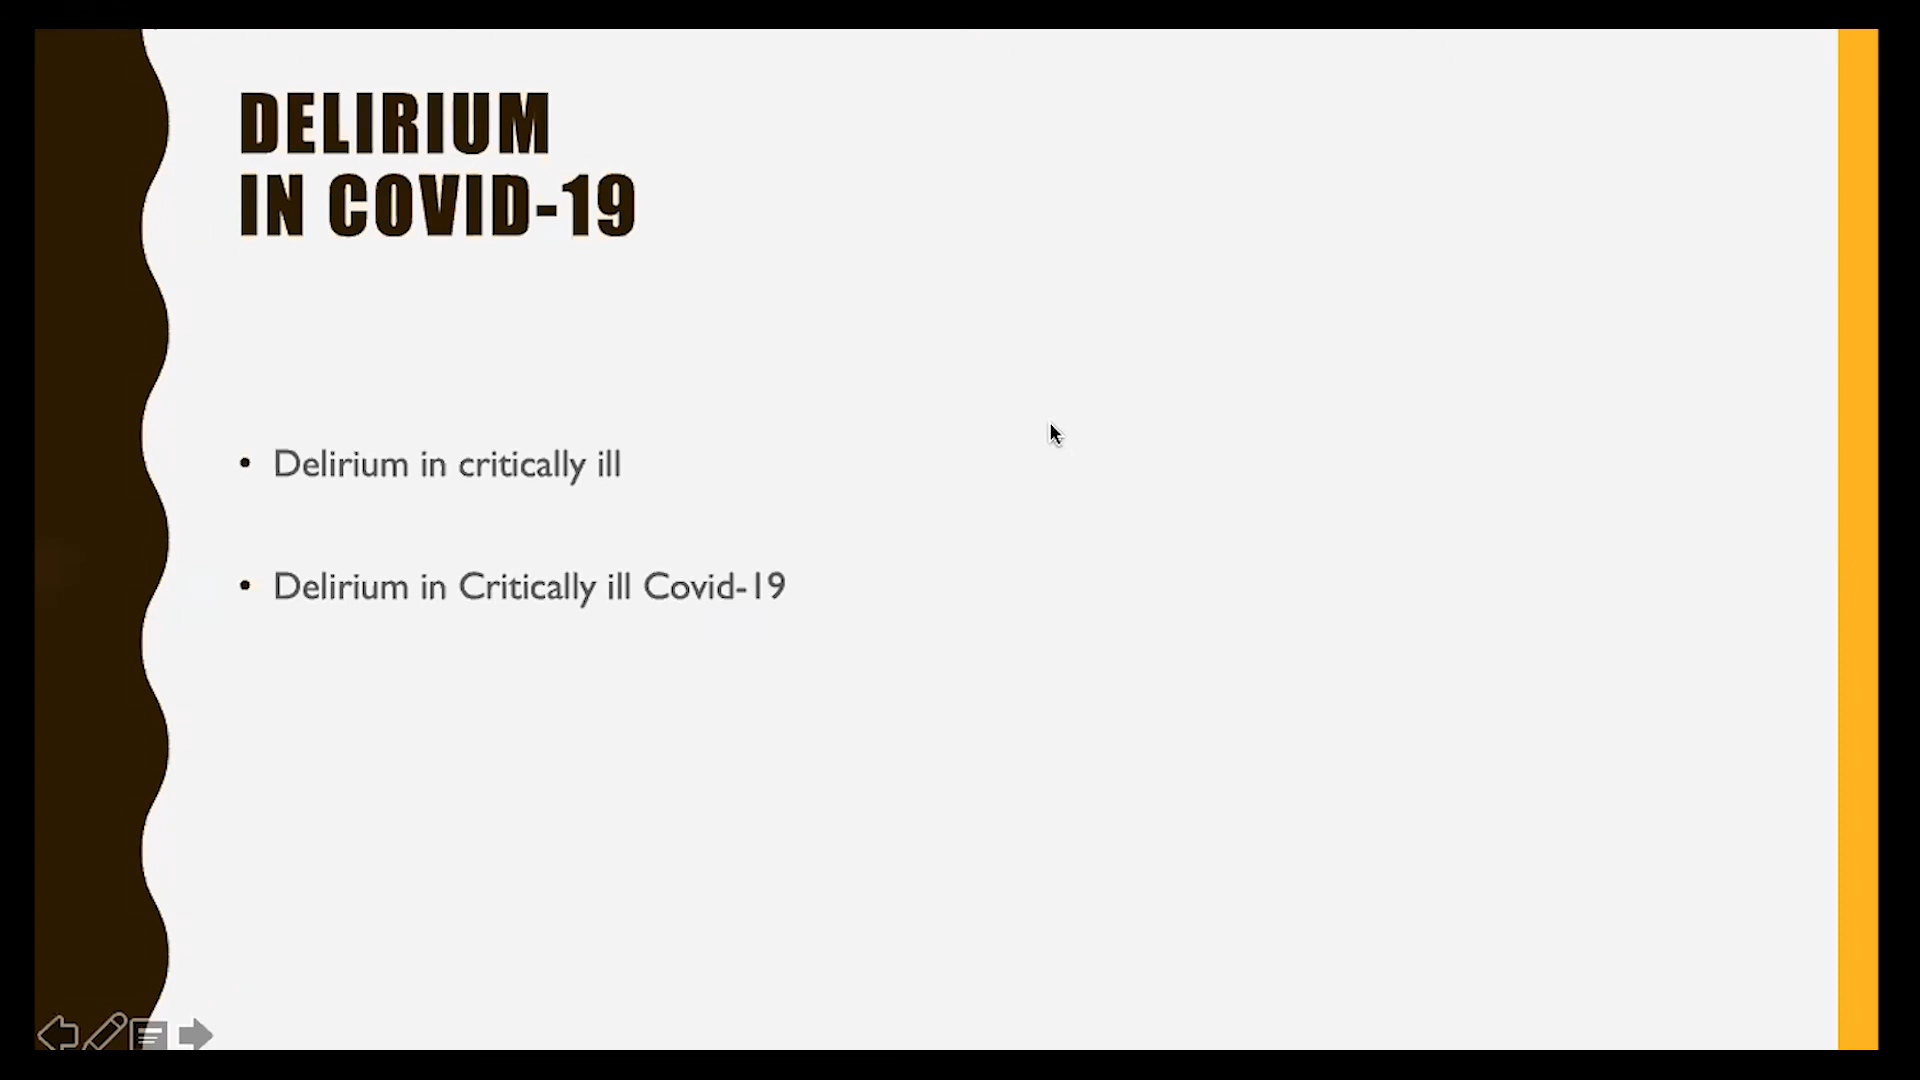 DELIRIUM
IN COVID-19
• Delirium in critically ill
• Delirium in Critically ill Covid-19